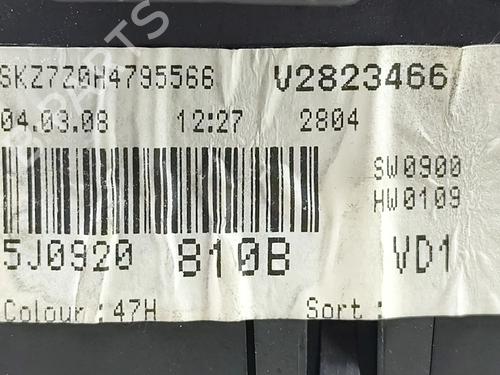 SKZ7Z0H4795566 V2823466
04.03.08 12:27 2804
SW0900
HW0109
5J0920 810B VD1
Colour : 47H Sort :